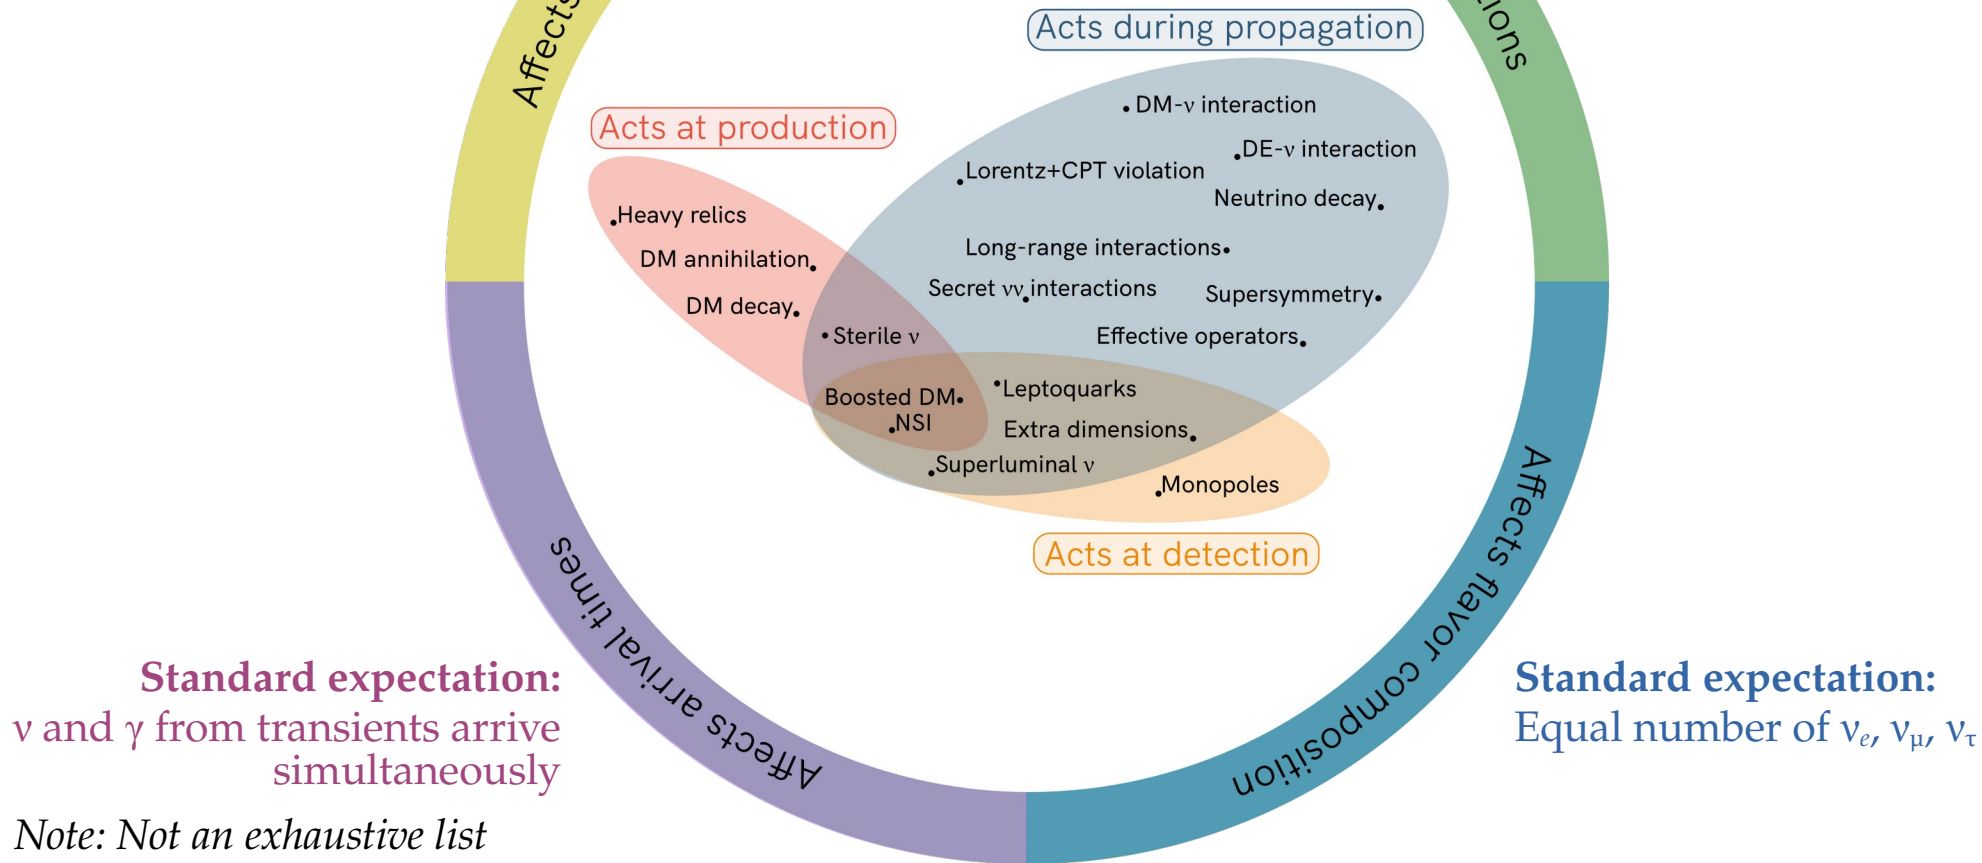 Affects
ions
Acts during propagation
Acts at production
DM-ν interaction
DE-ν interaction
Lorentz+CPT violation
Neutrino decay
Heavy relics
Long-range interactions
DM annihilation
Secret νν interactions
Supersymmetry
DM decay
Sterile ν
Effective operators
Leptoquarks
Boosted DM
NSI
Extra dimensions
Superluminal ν
Monopoles
Acts at detection
Affects arrival times
Affects flavor composition
Standard expectation:
ν and γ from transients arrive
simultaneously
Standard expectation:
Equal number of νe, νμ, ντ
Note: Not an exhaustive list